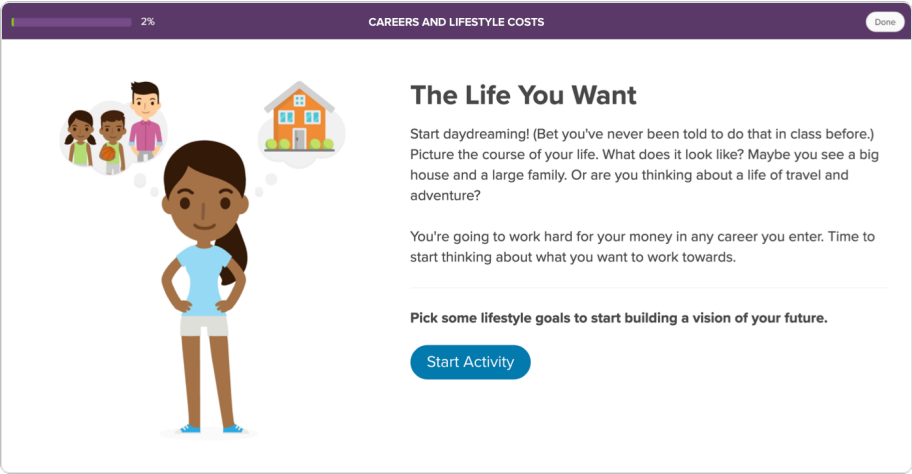 2%
CAREERS AND LIFESTYLE COSTS
Done
The Life You Want
Start daydreaming! (Bet you've never been told to do that in class before.)
Picture the course of your life. What does it look like? Maybe you see a big
house and a large family. Or are you thinking about a life of travel and
adventure?
You're going to work hard for your money in any career you enter. Time to
start thinking about what you want to work towards.
Pick some lifestyle goals to start building a vision of your future.
Start Activity